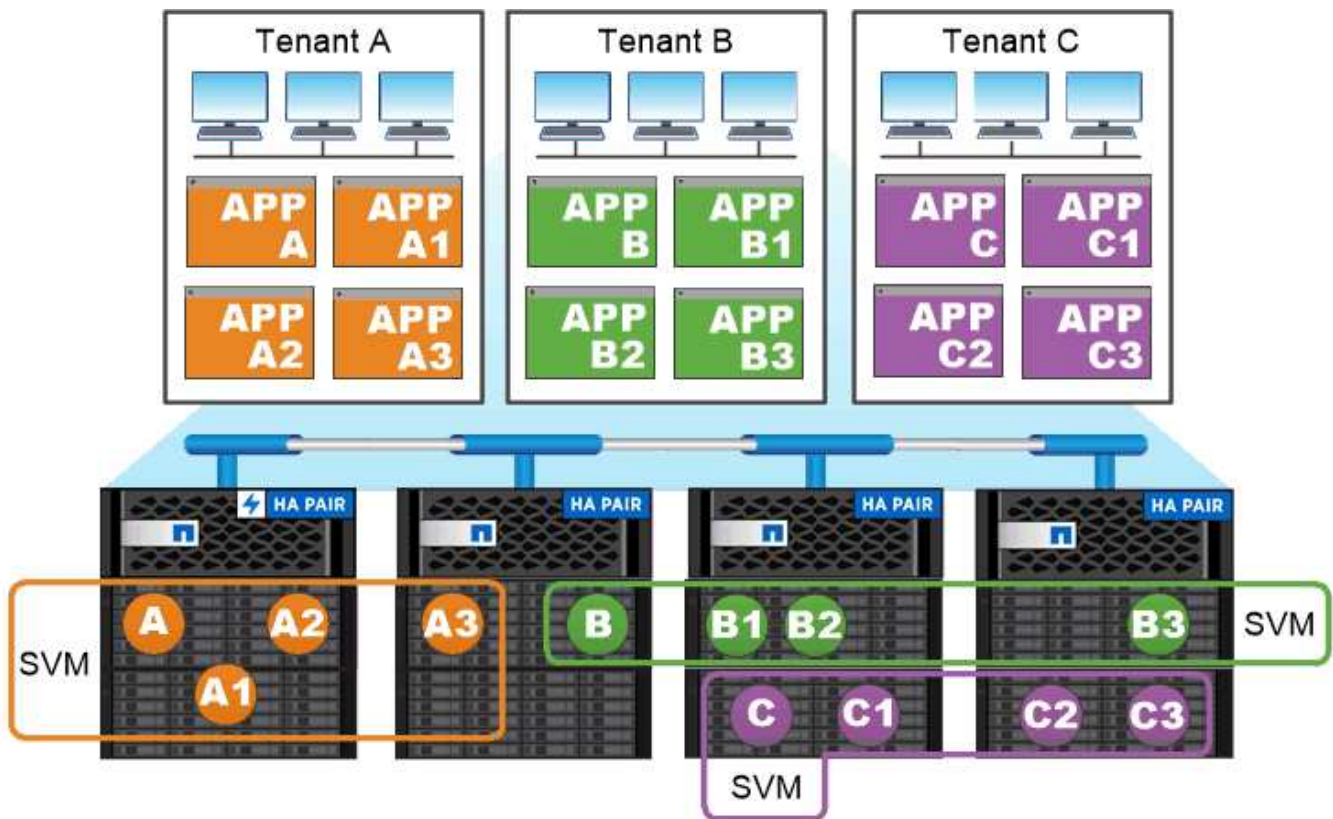 Tenant A
Tenant B
Tenant C
APP
A
APP
A1
APP
B
APP
B1
APP
C
APP
C1
APP
A2
APP
A3
APP
B2
APP
B3
APP
C2
APP
C3
HA PAIR
HA PAIR
HA PAIR
HA PAIR
A
A2
A3
B
B1
B2
B3
SVM
SVM
A1
C
C1
C2
C3
SVM